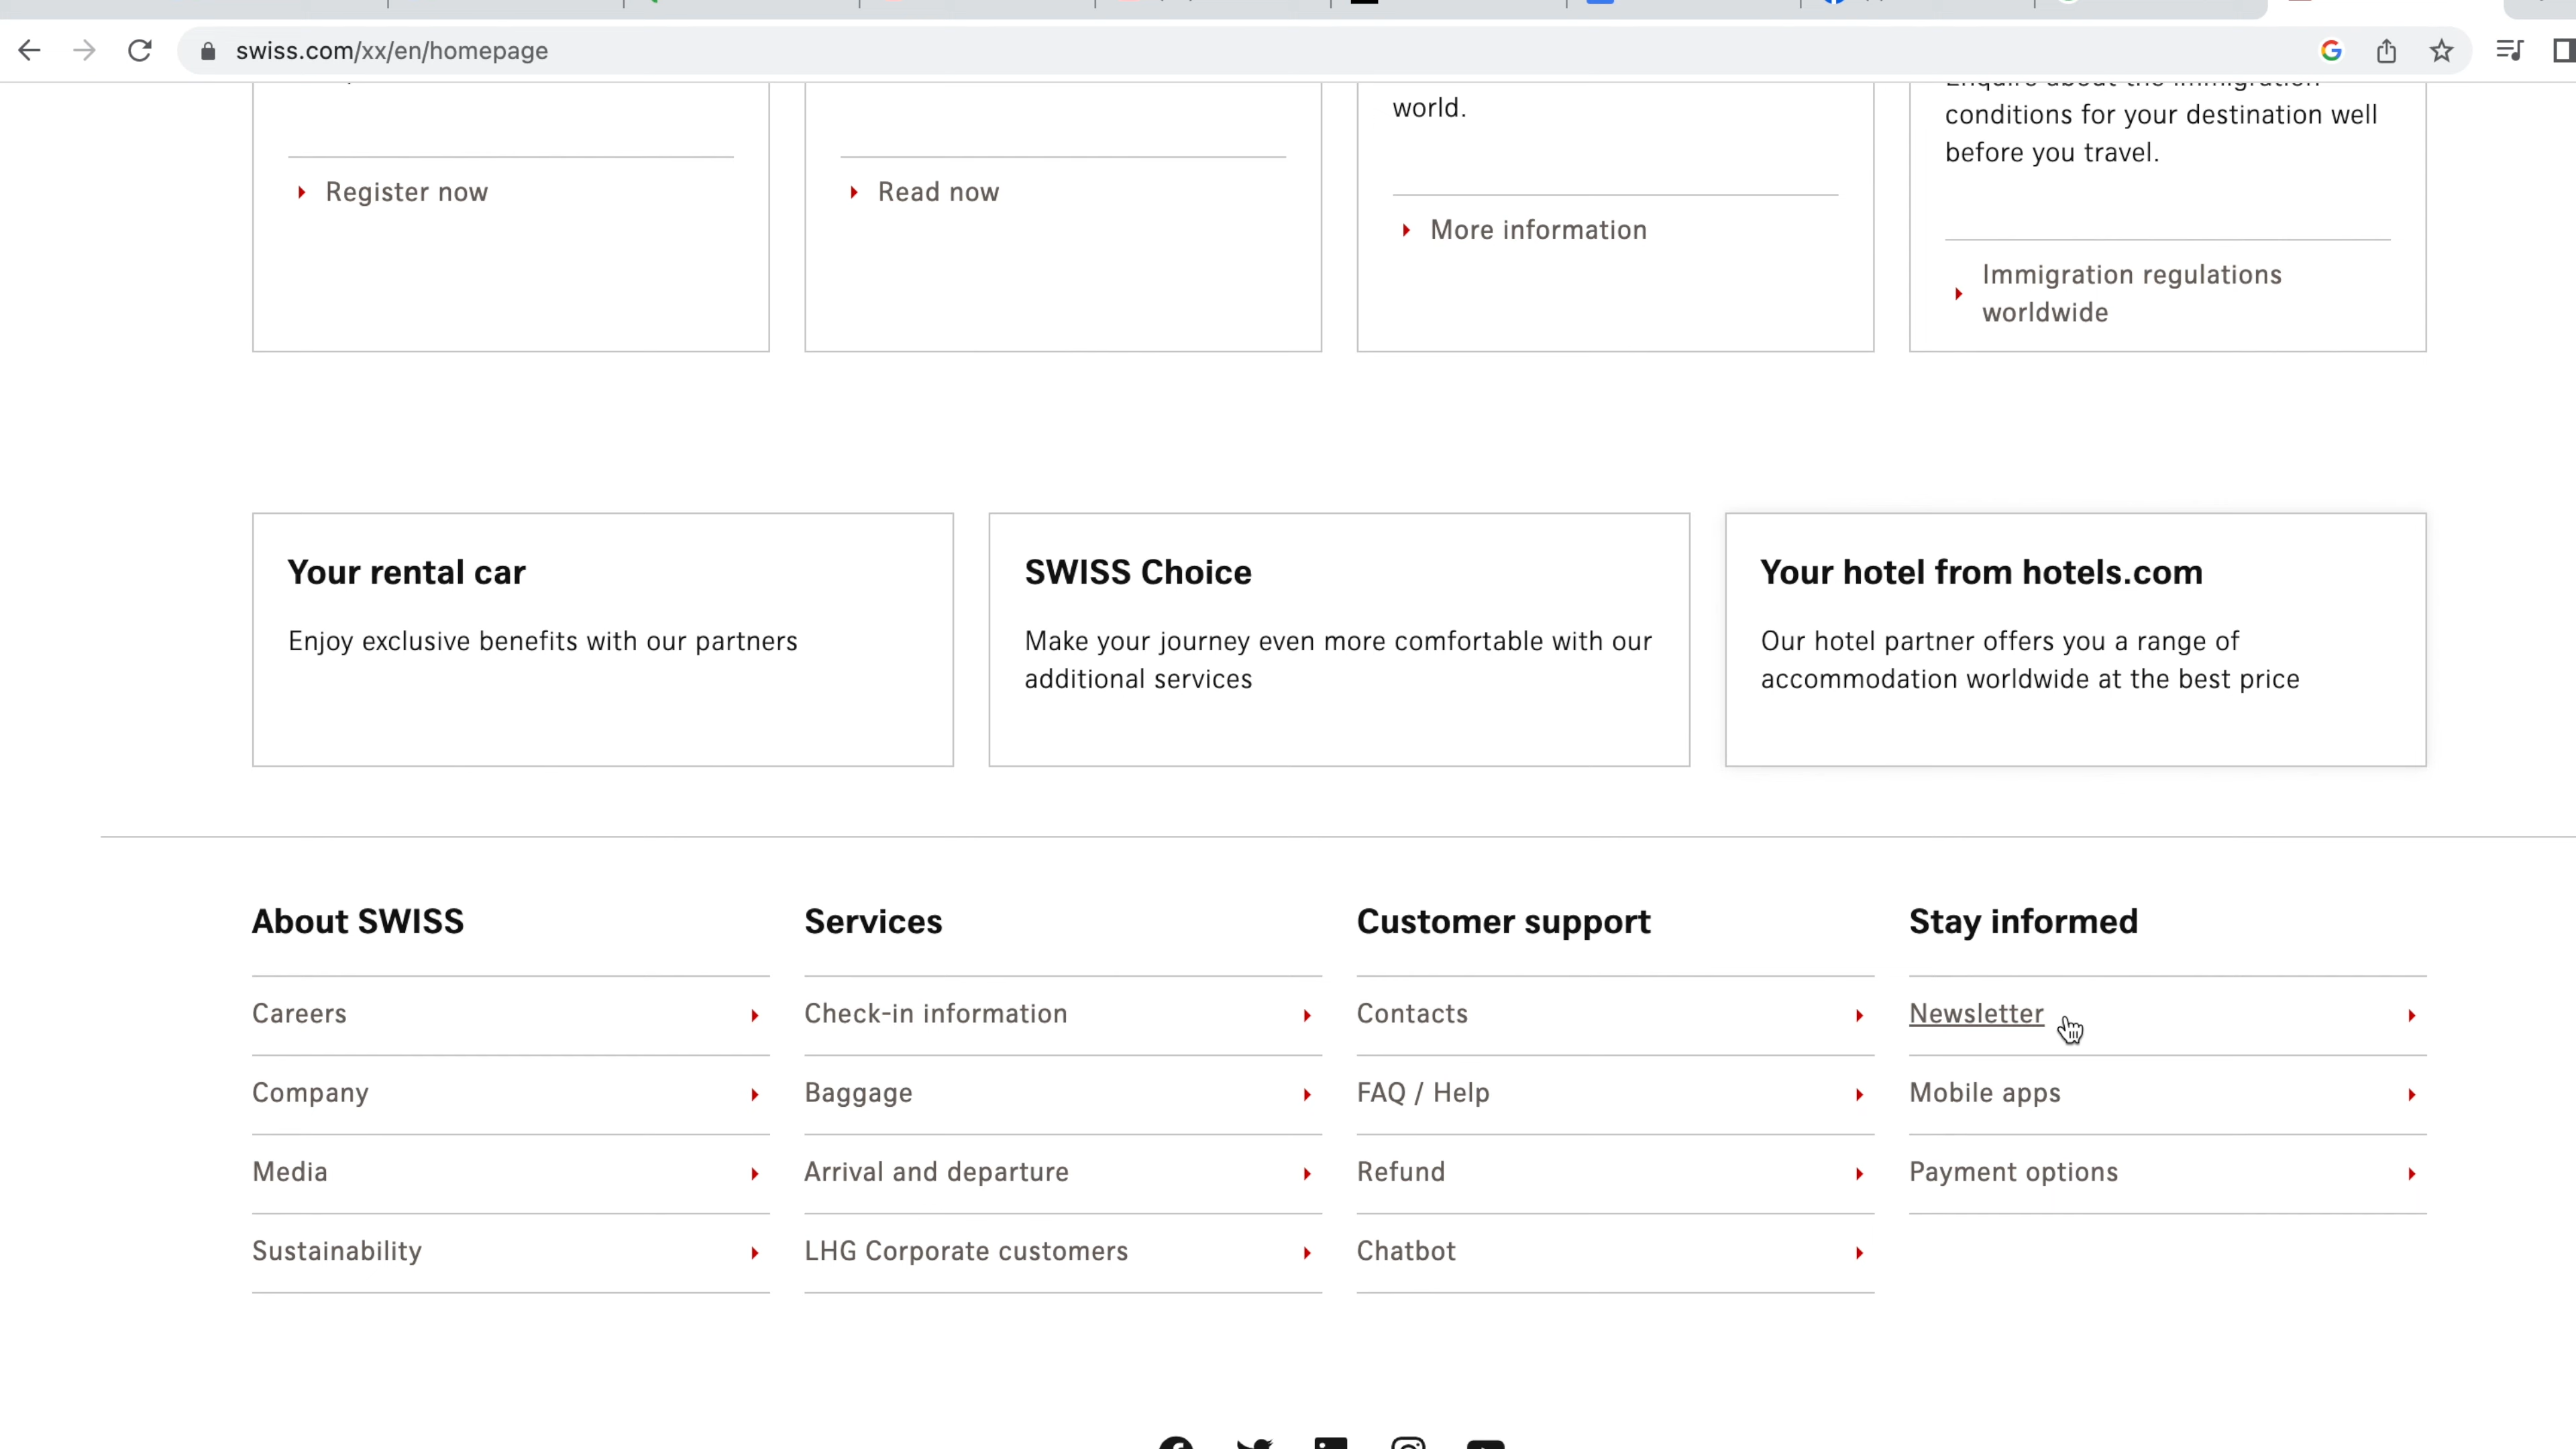 swiss.com/xx/en/homepage
world.
conditions for your destination well
before you travel.
Register now
Read now
More information
Immigration regulations
worldwide
Your rental car
Enjoy exclusive benefits with our partners
SWISS Choice
Make your journey even more comfortable with our
additional services
Your hotel from hotels.com
Our hotel partner offers you a range of
accommodation worldwide at the best price
About SWISS
Careers
Company
Media
Sustainability
Services
Check-in information
Baggage
Arrival and departure
LHG Corporate customers
Customer support
Contacts
FAQ / Help
Refund
Chatbot
Stay informed
Newsletter
Mobile apps
Payment options